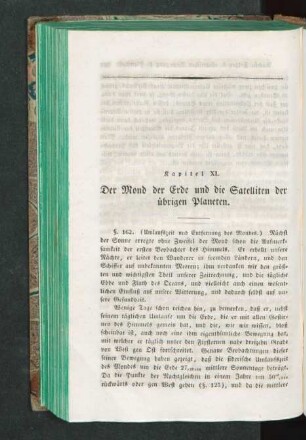 Kapitel XI.
Der Mond der Erde und die Satelliten der
übrigen Planeten.
§. 162. (Umlaufszeit und Entfernung des Mondes.) Nächst
der Sonne erregte ohne Zweifel der Mond schon die Aufmerk-
samkeit der ersten Beobachter des Himmels. Er erhellt unsere
Nächte, er leitet den Wanderer in fremden Ländern, und den
Schiffer auf unbekannten Meeren; ihm verdanken wir den größ-
ten und wichtigsten Theil unserer Zeitrechnung, und die tägliche
Ebbe und Fluth des Oceans, und vielleicht auch einen wesen-
lichen Einfluß auf unsere Witterung, und dadurch selbst auf un-
sere Gesundheit.
Wenige Tage schon reichen hin, zu bemerken, daß er, nebst
seinem täglichen Umlaufe um die Erde, die er mit allen Gestir-
nen des Himmels gemein hat, und die, wie wir wissen, bloß
scheinbar ist, auch noch eine ihm eigenthümliche Bewegung hat,
mit welcher er täglich unter den Fixsternen nahe dreizehn Grade
von West gen Ost fortschreitet. Genaue Beobachtungen dieser
seiner Bewegung haben gezeigt, daß die siderische Umlaufszeit
des Mondes um die Erde mittlere Sonnentage beträgt.
Da die Punkte der Nachtgleichen in einem Jahre von
rückwärts oder gen West gehen (§. 123), und da die mittlere